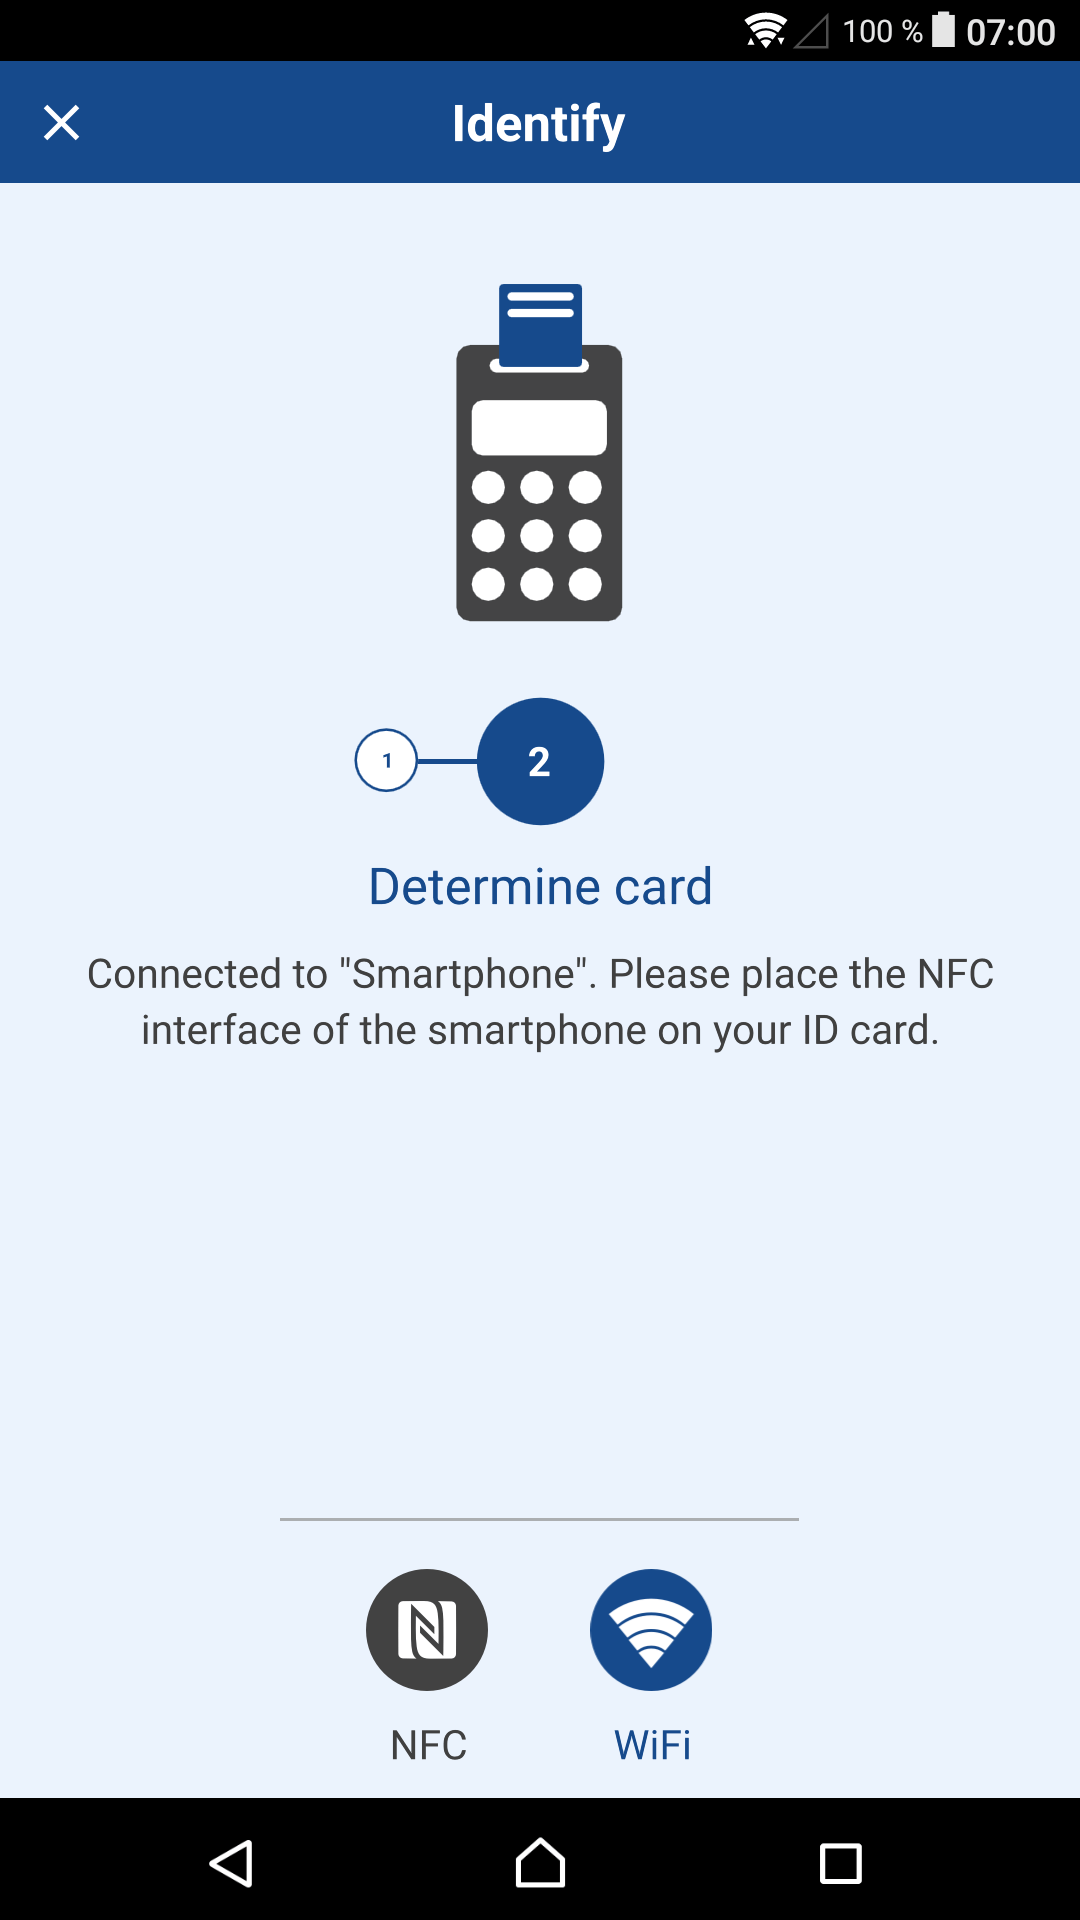 100 % 07:00
Identify
1
2
Determine card
Connected to "Smartphone". Please place the NFC
interface of the smartphone on your ID card.
NFC WiFi